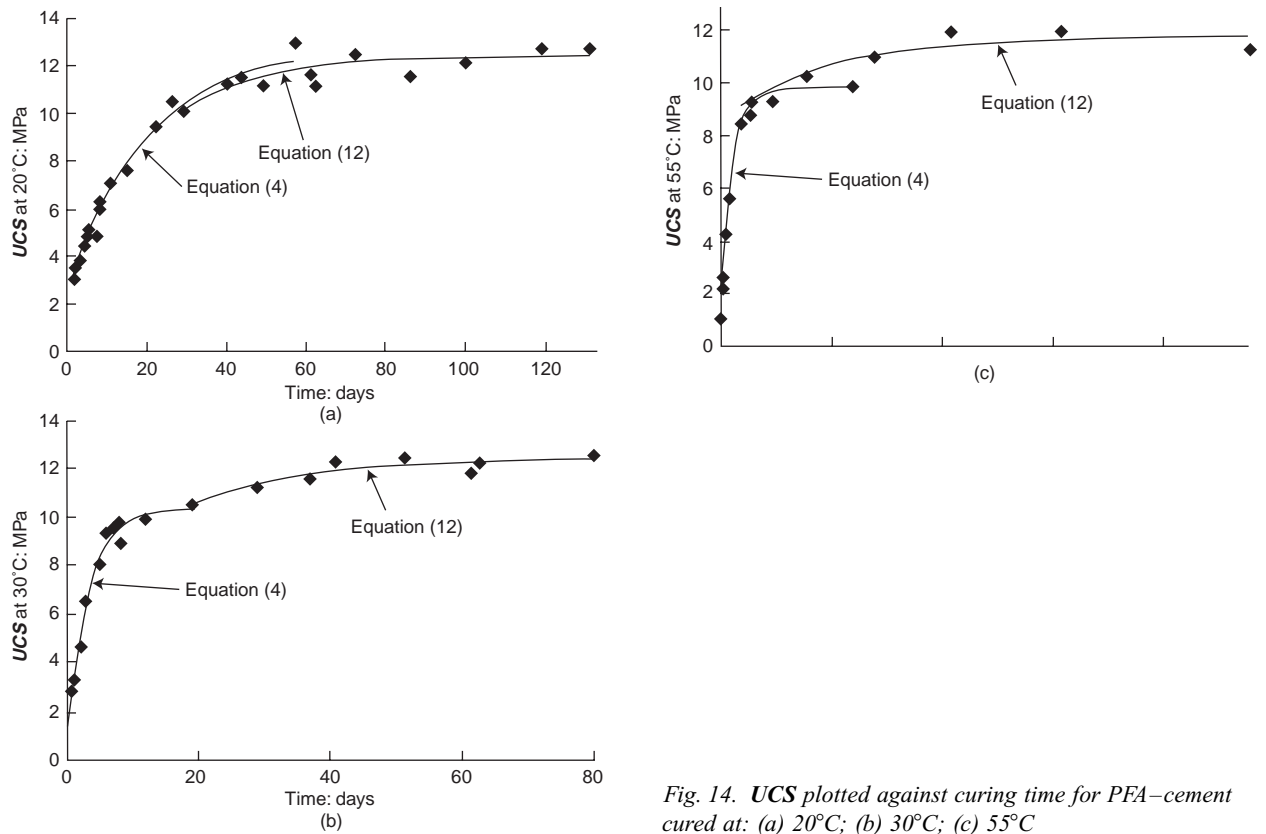 14
12
10
8
6
4
2
0
UCS at 20°C: MPa
Equation (12)
Equation (4)
0 20 40 60 80 100 120
Time: days
(a)
12
10
8
6
4
2
0
UCS at 55°C: MPa
Equation (12)
Equation (4)
(c)
14
12
10
8
6
4
2
0
UCS at 30°C: MPa
Equation (12)
Equation (4)
0 20 40 60 80
Time: days
(b)
Fig. 14. UCS plotted against curing time for PFA–cement
cured at: (a) 20°C; (b) 30°C; (c) 55°C